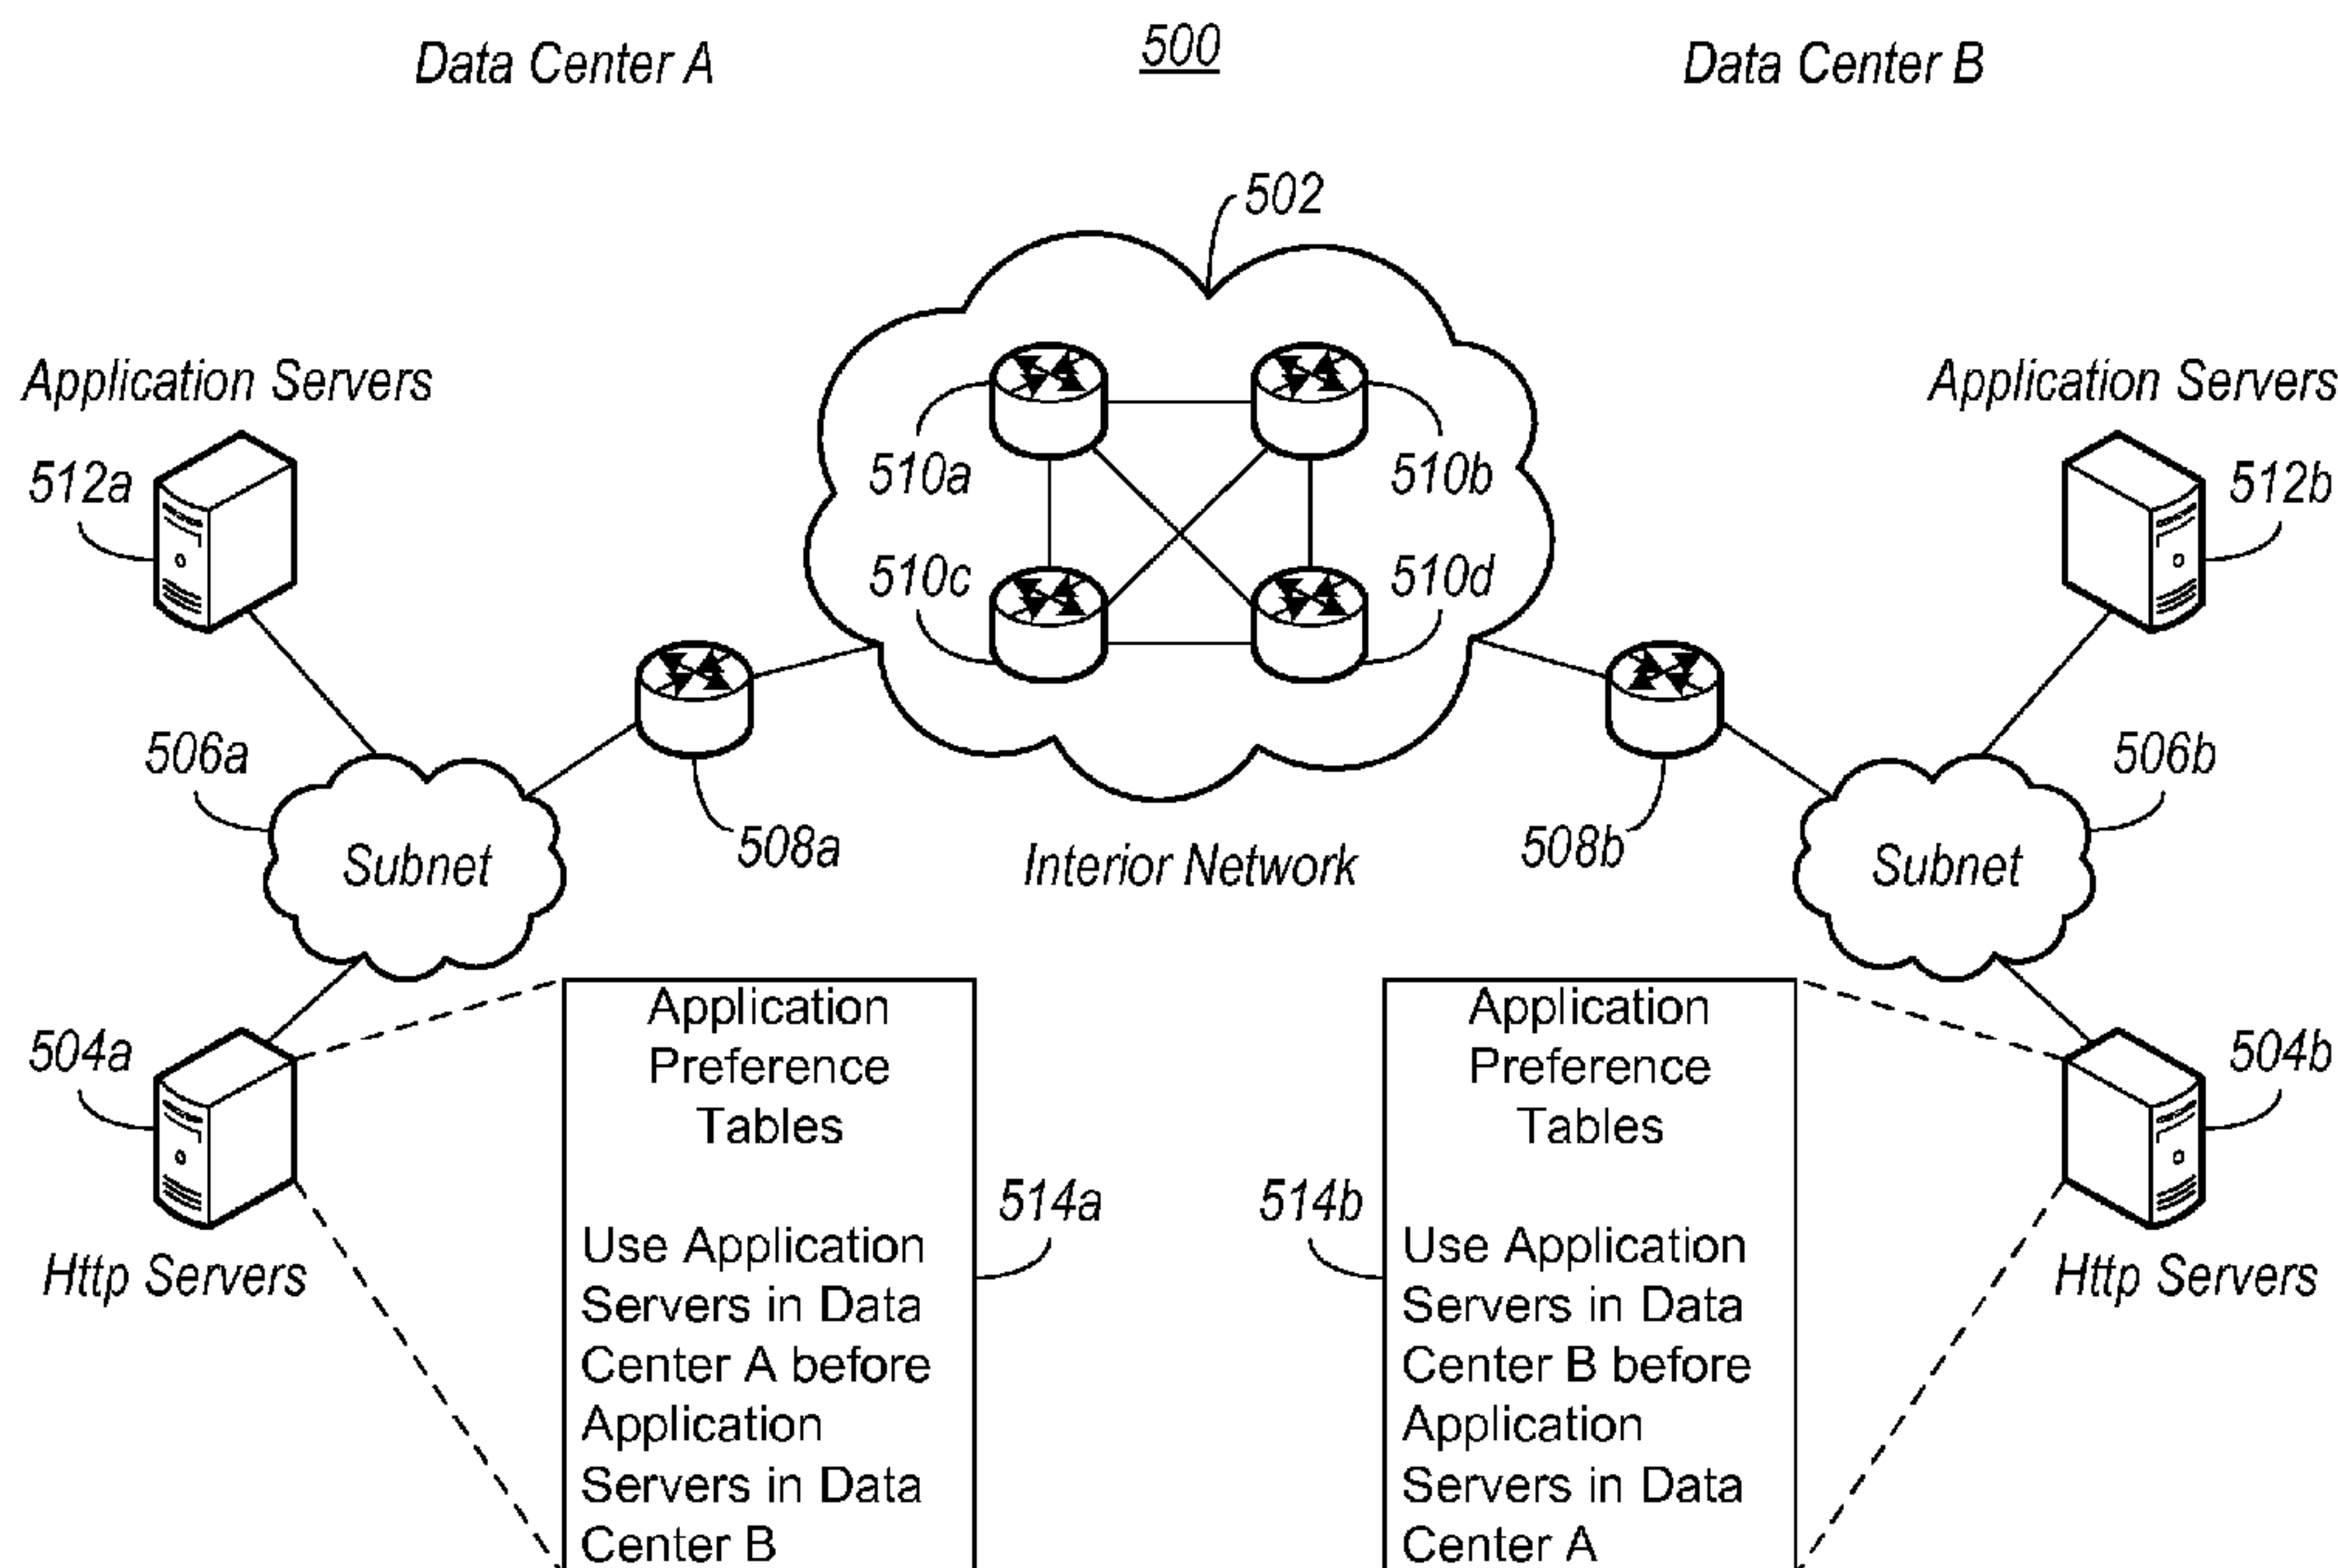 Data Center A
500
Data Center B
502
Application Servers
Application Servers
512a
510a
510b
512b
510c
510d
506a
506b
508a
508b
Subnet
Interior Network
Subnet
504a
504b
Http Servers
Http Servers
Application
Preference
Tables
Use Application
Servers in Data
Center A before
Application
Servers in Data
Center B
514a
514b
Application
Preference
Tables
Use Application
Servers in Data
Center B before
Application
Servers in Data
Center A